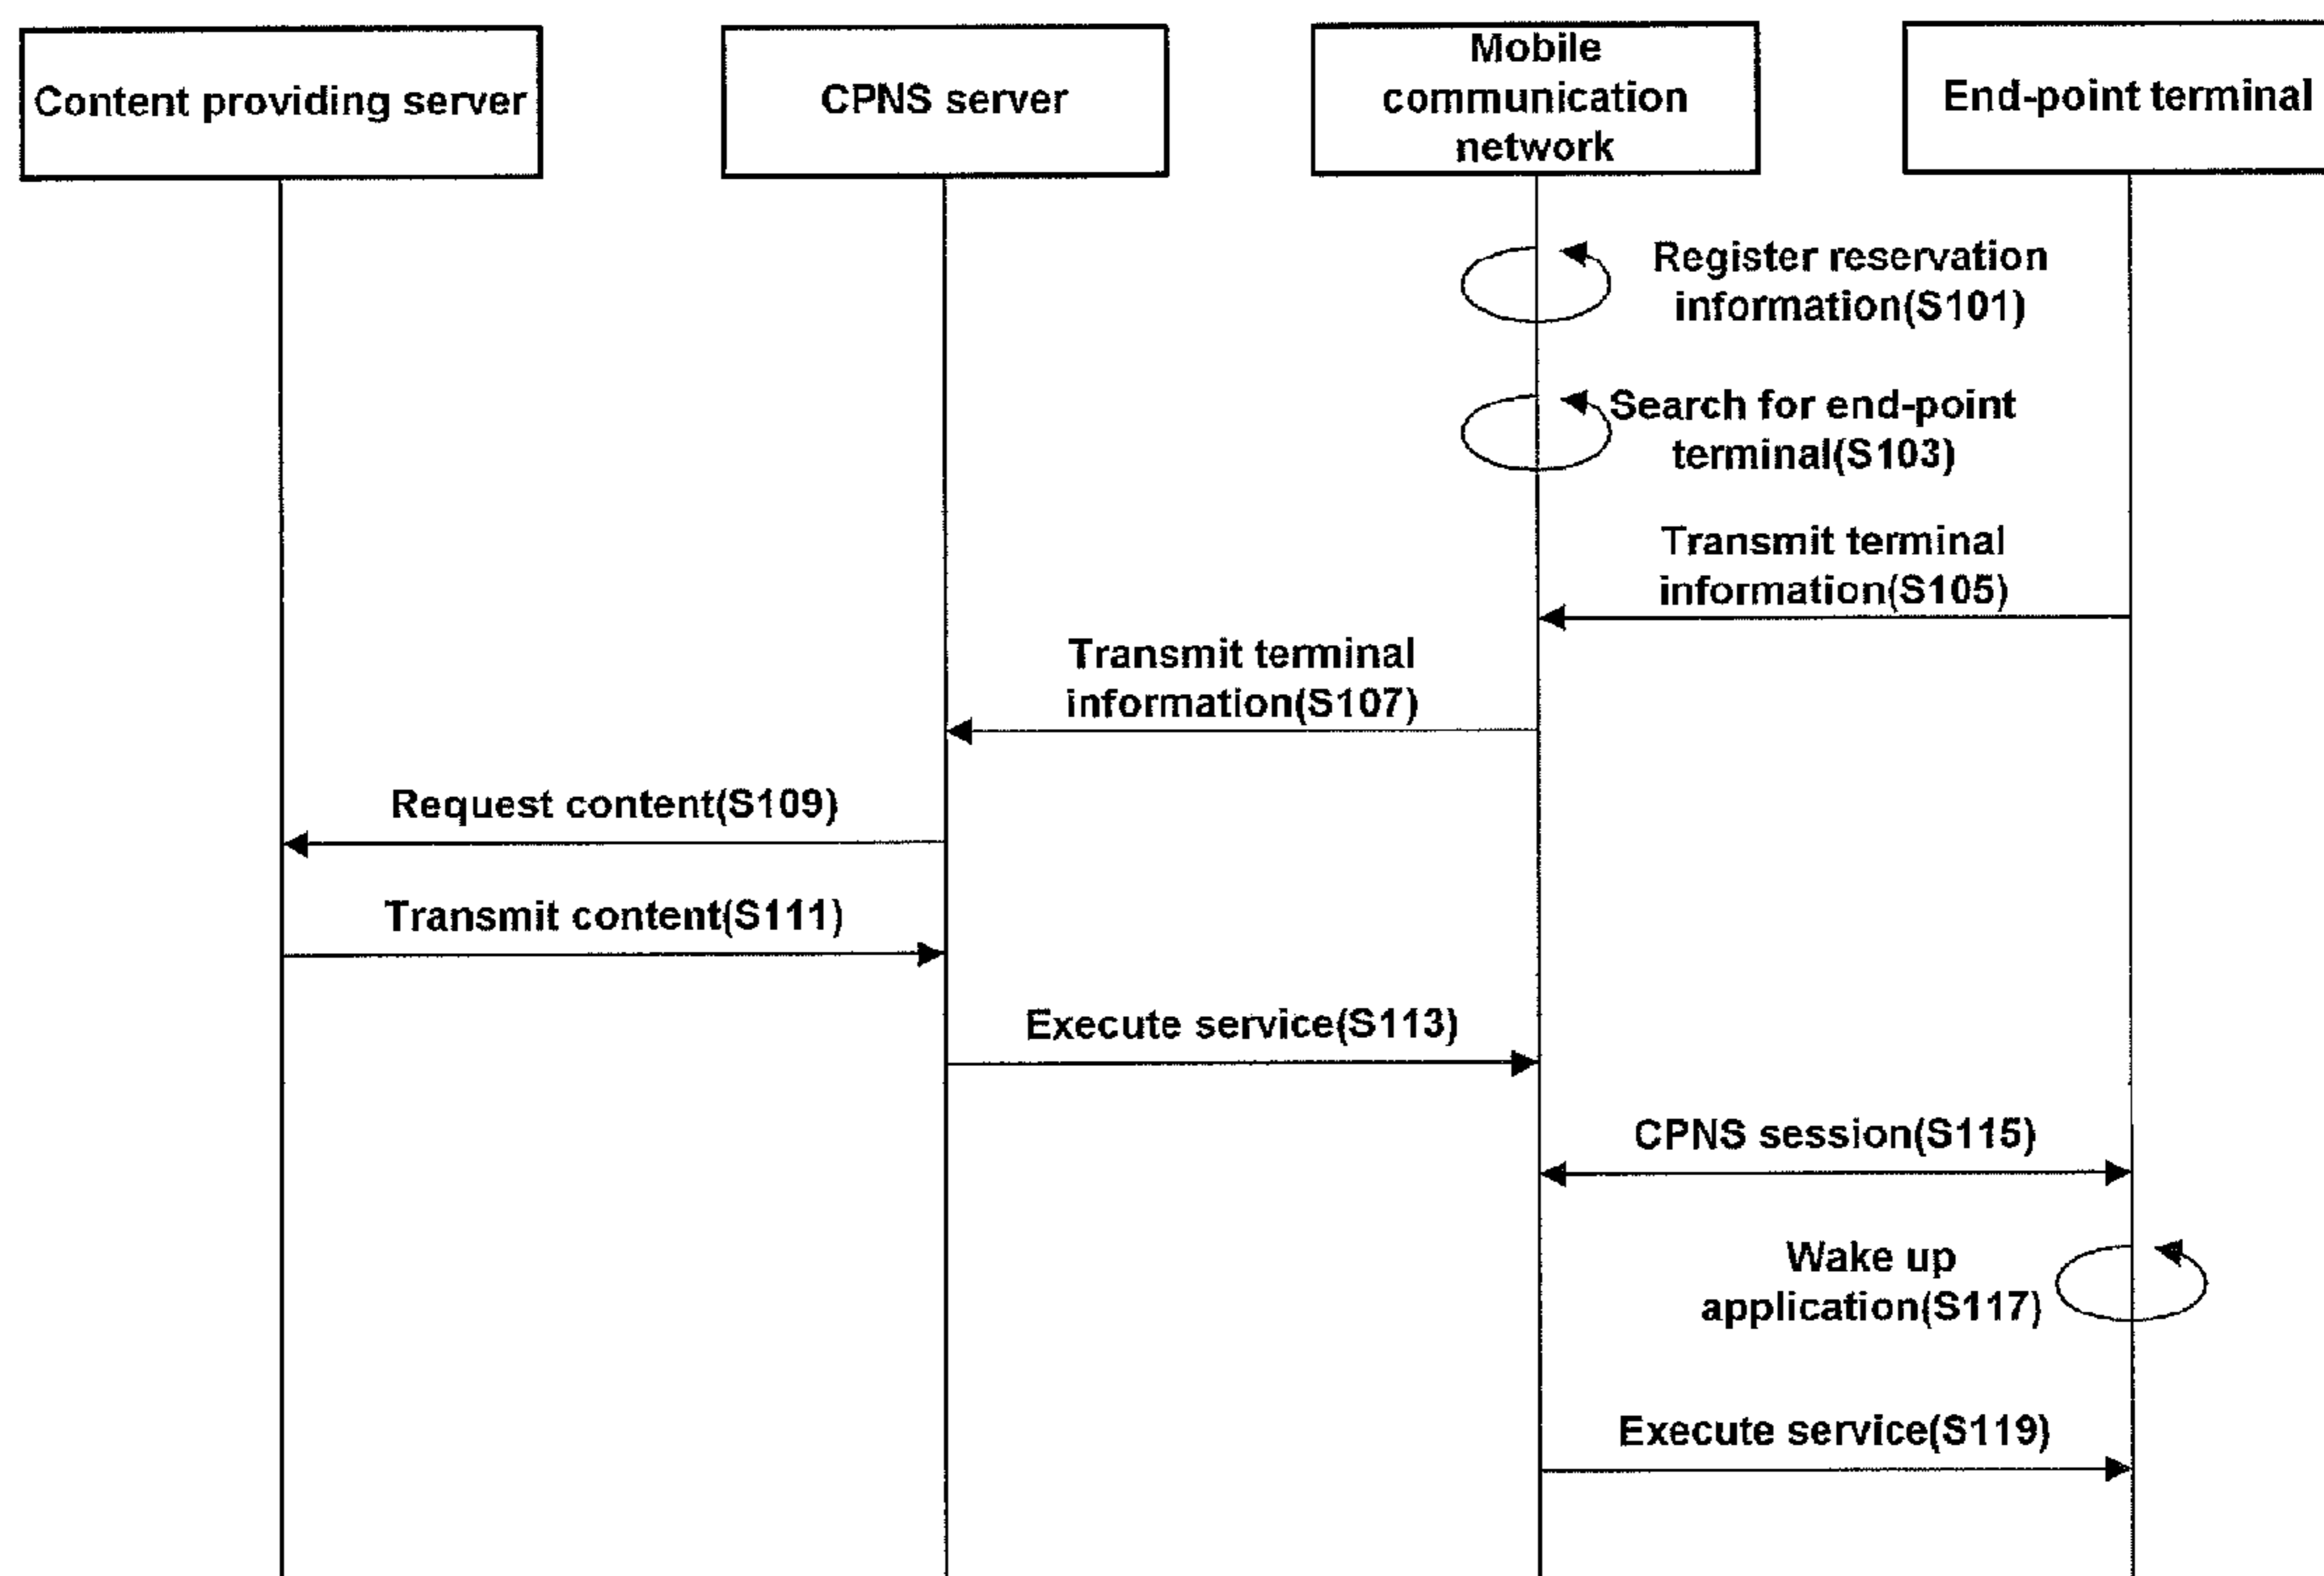 Content providing server
CPNS server
Mobile
communication
network
End-point terminal
Register reservation
information(S101)
Search for end-point
terminal(S103)
Transmit terminal
information(S105)
Transmit terminal
information(S107)
Request content(S109)
Transmit content(S111)
Execute service(S113)
CPNS session(S115)
Wake up
application(S117)
Execute service(S119)